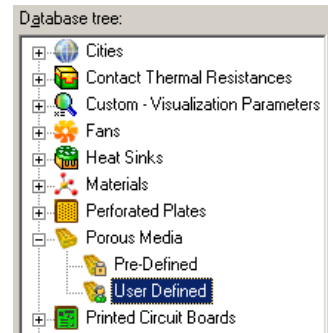 Database tree:
Cities
Contact Thermal Resistances
Custom - Visualization Parameters
Fans
Heat Sinks
Materials
Perforated Plates
Porous Media
Pre-Defined
User Defined
Printed Circuit Boards